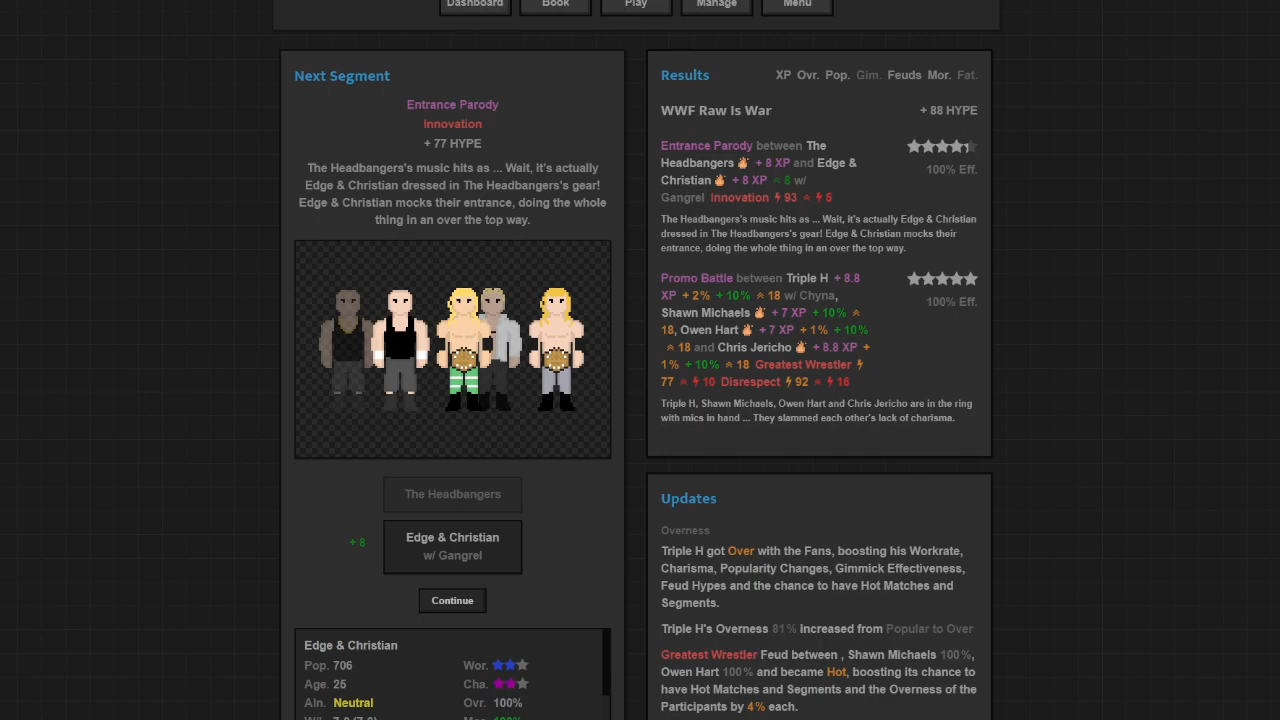 Dashboard Book Play Manage Menu
Next Segment
Entrance Parody
Innovation
+ 77 HYPE
The Headbangers's music hits as ... Wait, it's actually
Edge & Christian dressed in The Headbangers's gear!
Edge & Christian mocks their entrance, doing the whole
thing in an over the top way.
The Headbangers
+ 8
Edge & Christian
w/ Gangrel
Continue
Edge & Christian
Pop. 706 Wor.
Age. 25 Cha.
Aln. Neutral Ovr. 100%
Results XP Ovr. Pop. Gim. Feuds Mor. Fat.
WWF Raw Is War + 88 HYPE
Entrance Parody between The
Headbangers + 8 XP and Edge &
100% Eff.
Christian + 8 XP 8 w/
Gangrel Innovation 93 5
The Headbangers's music hits as ... Wait, it's actually Edge & Christian
dressed in The Headbangers's gear! Edge & Christian mocks their
entrance, doing the whole thing in an over the top way.
Promo Battle between Triple H + 8.8
XP + 2% + 10% 18 w/ Chyna,
100% Eff.
Shawn Michaels + 7 XP + 10%
18, Owen Hart + 7 XP + 1% + 10%
18 and Chris Jericho + 8.8 XP +
1% + 10% 18 Greatest Wrestler
77 10 Disrespect 92 16
Triple H, Shawn Michaels, Owen Hart and Chris Jericho are in the ring
with mics in hand ... They slammed each other's lack of charisma.
Updates
Overness
Triple H got Over with the Fans, boosting his Workrate,
Charisma, Popularity Changes, Gimmick Effectiveness,
Feud Hypes and the chance to have Hot Matches and
Segments.
Triple H's Overness 81% increased from Popular to Over
Greatest Wrestler Feud between , Shawn Michaels 100%,
Owen Hart 100% and became Hot, boosting its chance to
have Hot Matches and Segments and the Overness of the
Participants by 4% each.